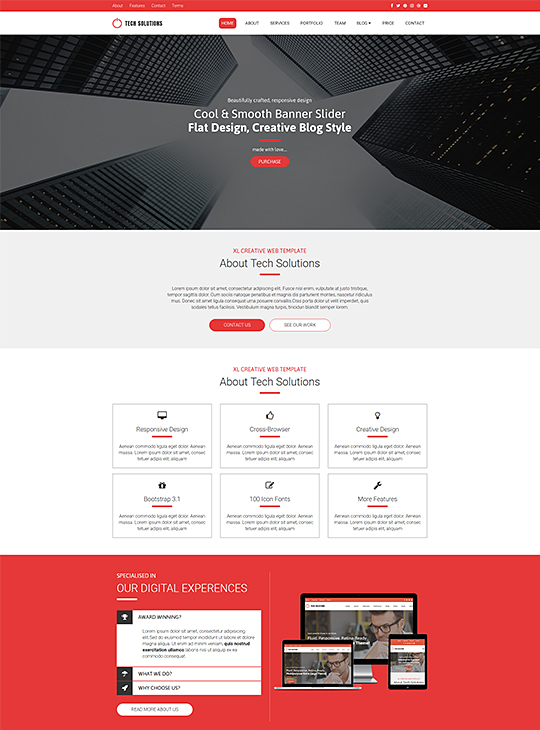 About Features Contact Terms
TECH SOLUTIONS
HOME ABOUT SERVICES PORTFOLIO TEAM BLOG PRICE CONTACT
Beautifully crafted, responsive design
Cool & Smooth Banner Slider
Flat Design, Creative Blog Style
made with love...
PURCHASE
XL CREATIVE WEB TEMPLATE
About Tech Solutions
Lorem ipsum dolor sit amet, consectetur adipiscing elit. Fusce nisi enim, vulputate at justo tristique,
tempor sagittis dolor. Cum sociis natoque penatibus et magnis dis parturient montes, nascetur ridiculus
mus. Donec sit amet ligula consequat urna posuere convallis. Cras porta dolor ut velit imperdiet, quis
sodales tellus facilisis. Vestibulum quis pretium, tincidunt blandit semper lorem.
CONTACT US SEE OUR WORK
XL CREATIVE WEB TEMPLATE
About Tech Solutions
Responsive Design
Aenean commodo ligula eget dolor. Aenean
massa. Lorem ipsum dolor sit amet, consec
tetuer adipis elit, aliquam
Cross-Browser
Aenean commodo ligula eget dolor. Aenean
massa. Lorem ipsum dolor sit amet, consec
tetuer adipis elit, aliquam
Creative Design
Aenean commodo ligula eget dolor. Aenean
massa. Lorem ipsum dolor sit amet, consec
tetuer adipis elit, aliquam
Bootstrap 3.1
Aenean commodo ligula eget dolor. Aenean
massa. Lorem ipsum dolor sit amet, consec
tetuer adipis elit, aliquam
100 Icon Fonts
Aenean commodo ligula eget dolor. Aenean
massa. Lorem ipsum dolor sit amet, consec
tetuer adipis elit, aliquam
More Features
Aenean commodo ligula eget dolor. Aenean
massa. Lorem ipsum dolor sit amet, consec
tetuer adipis elit, aliquam
SPECIALISED IN
OUR DIGITAL EXPERENCES
AWARD WINNING?
Lorem ipsum dolor sit amet, consectetur adipisicing
elit, Sed do eiusmod tempor incididunt ut labore et dolore
magna aliqua. Ut enim ad minim veniam, quis nostrud
exercitation ullamco laboris nisi ut aliquip ex ea
commodo consequat.
WHAT WE DO?
WHY CHOOSE US?
READ MORE ABOUT US
TECH SOLUTIONS
Fluid Responsive, Retina Ready,